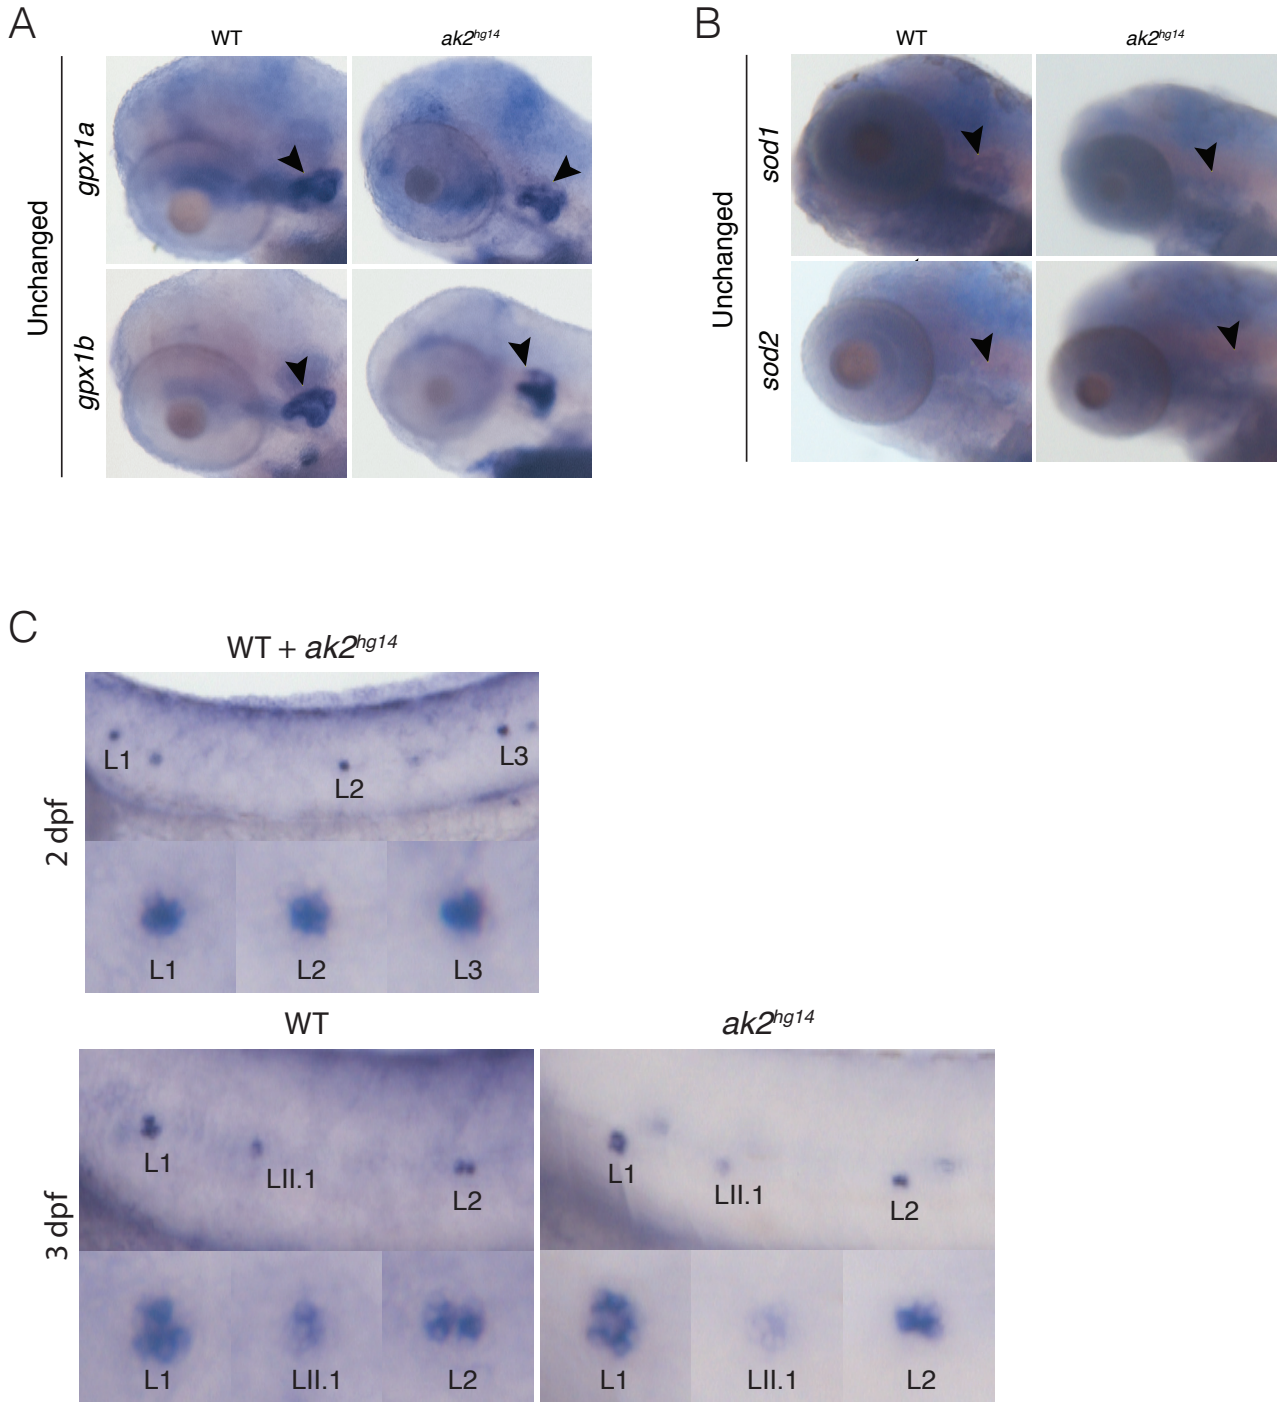 A
WT
ak2hg14
Unchanged
gpx1a
gpx1b
B
WT
ak2hg14
Unchanged
sod1
sod2
C
WT + ak2hg14
2 dpf
L1
L2
L3
L1
L2
L3
WT
ak2hg14
3 dpf
L1
LII.1
L2
L1
LII.1
L2
L1
LII.1
L2
L1
LII.1
L2